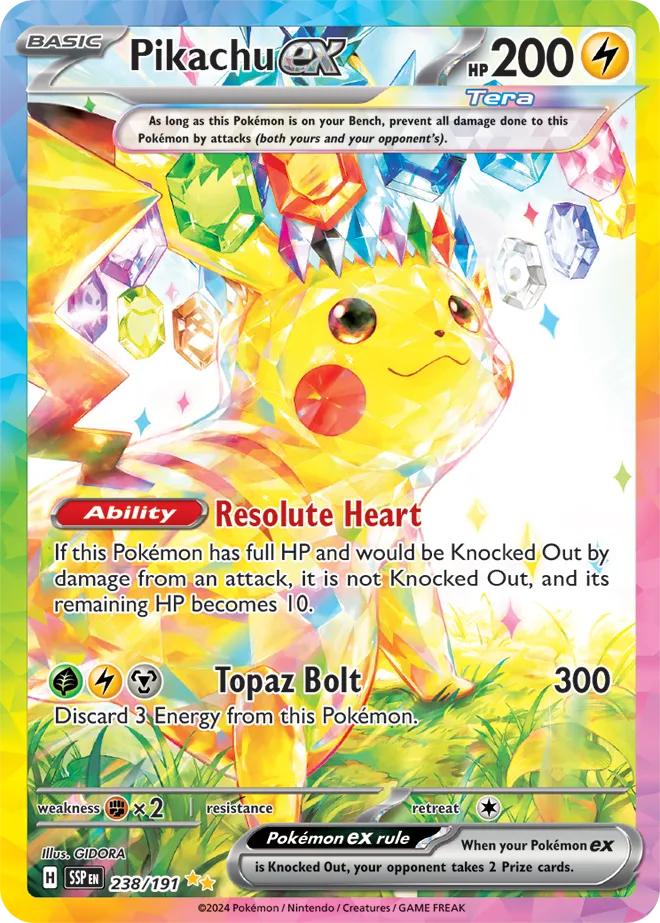 BASIC
Pikachu ex
HP 200
Tera
As long as this Pokémon is on your Bench, prevent all damage done to this
Pokémon by attacks (both yours and your opponent's).
Ability Resolute Heart
If this Pokémon has full HP and would be Knocked Out by
damage from an attack, it is not Knocked Out, and its
remaining HP becomes 10.
Topaz Bolt 300
Discard 3 Energy from this Pokémon.
weakness ×2 resistance retreat
Illus. GIDORA
Pokémon ex rule
When your Pokémon ex
is Knocked Out, your opponent takes 2 Prize cards.
H SSP EN 238/191
©2024 Pokémon / Nintendo / Creatures / GAME FREAK